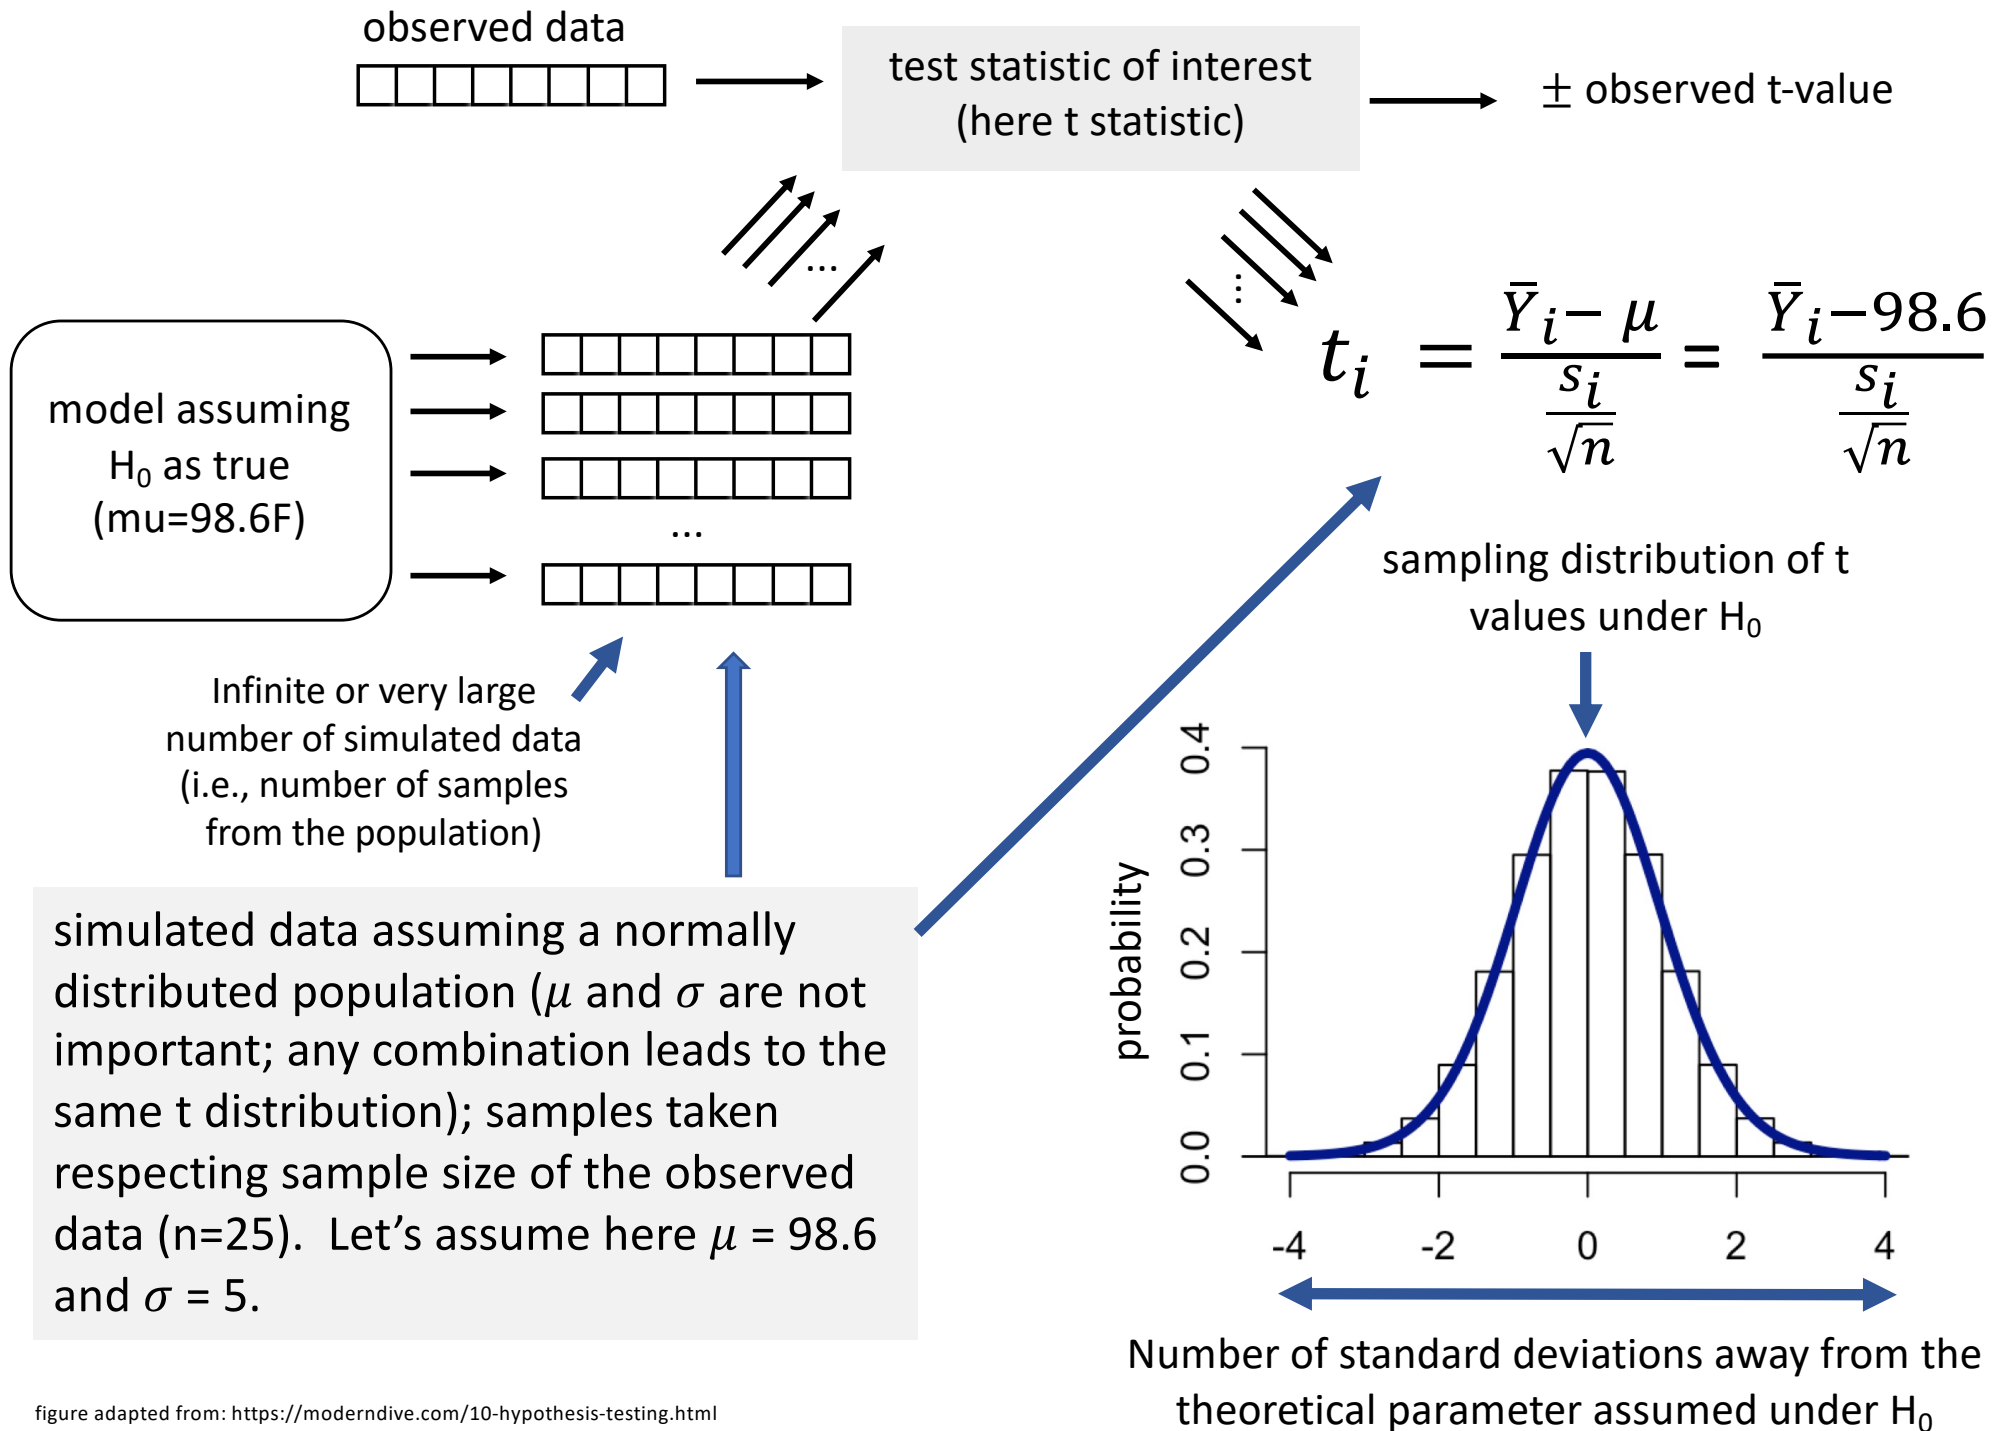 observed data
test statistic of interest
(here t statistic)
± observed t-value
...
...
model assuming
H₀ as true
(mu=98.6F)
...
t_i = (Ȳ_i − μ) / (s_i / √n) = (Ȳ_i − 98.6) / (s_i / √n)
sampling distribution of t
values under H₀
Infinite or very large
number of simulated data
(i.e., number of samples
from the population)
simulated data assuming a normally
distributed population (μ and σ are not
important; any combination leads to the
same t distribution); samples taken
respecting sample size of the observed
data (n=25).  Let’s assume here μ = 98.6
and σ = 5.
probability
0.4
0.3
0.2
0.1
0.0
-4 -2 0 2 4
Number of standard deviations away from the
theoretical parameter assumed under H₀
figure adapted from: https://moderndive.com/10-hypothesis-testing.html